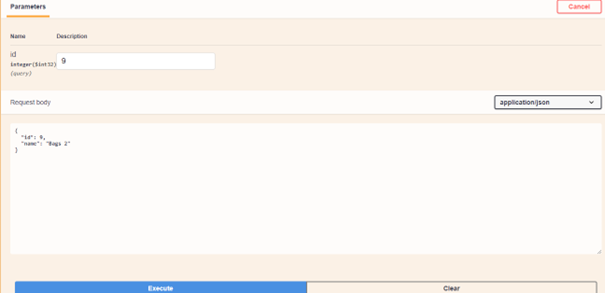 Parameters
Cancel
Name Description
id
integer($int32)
(query)
9
Request body
application/json
{
"id": 9,
"name": "Bags 2"
}
Execute
Clear